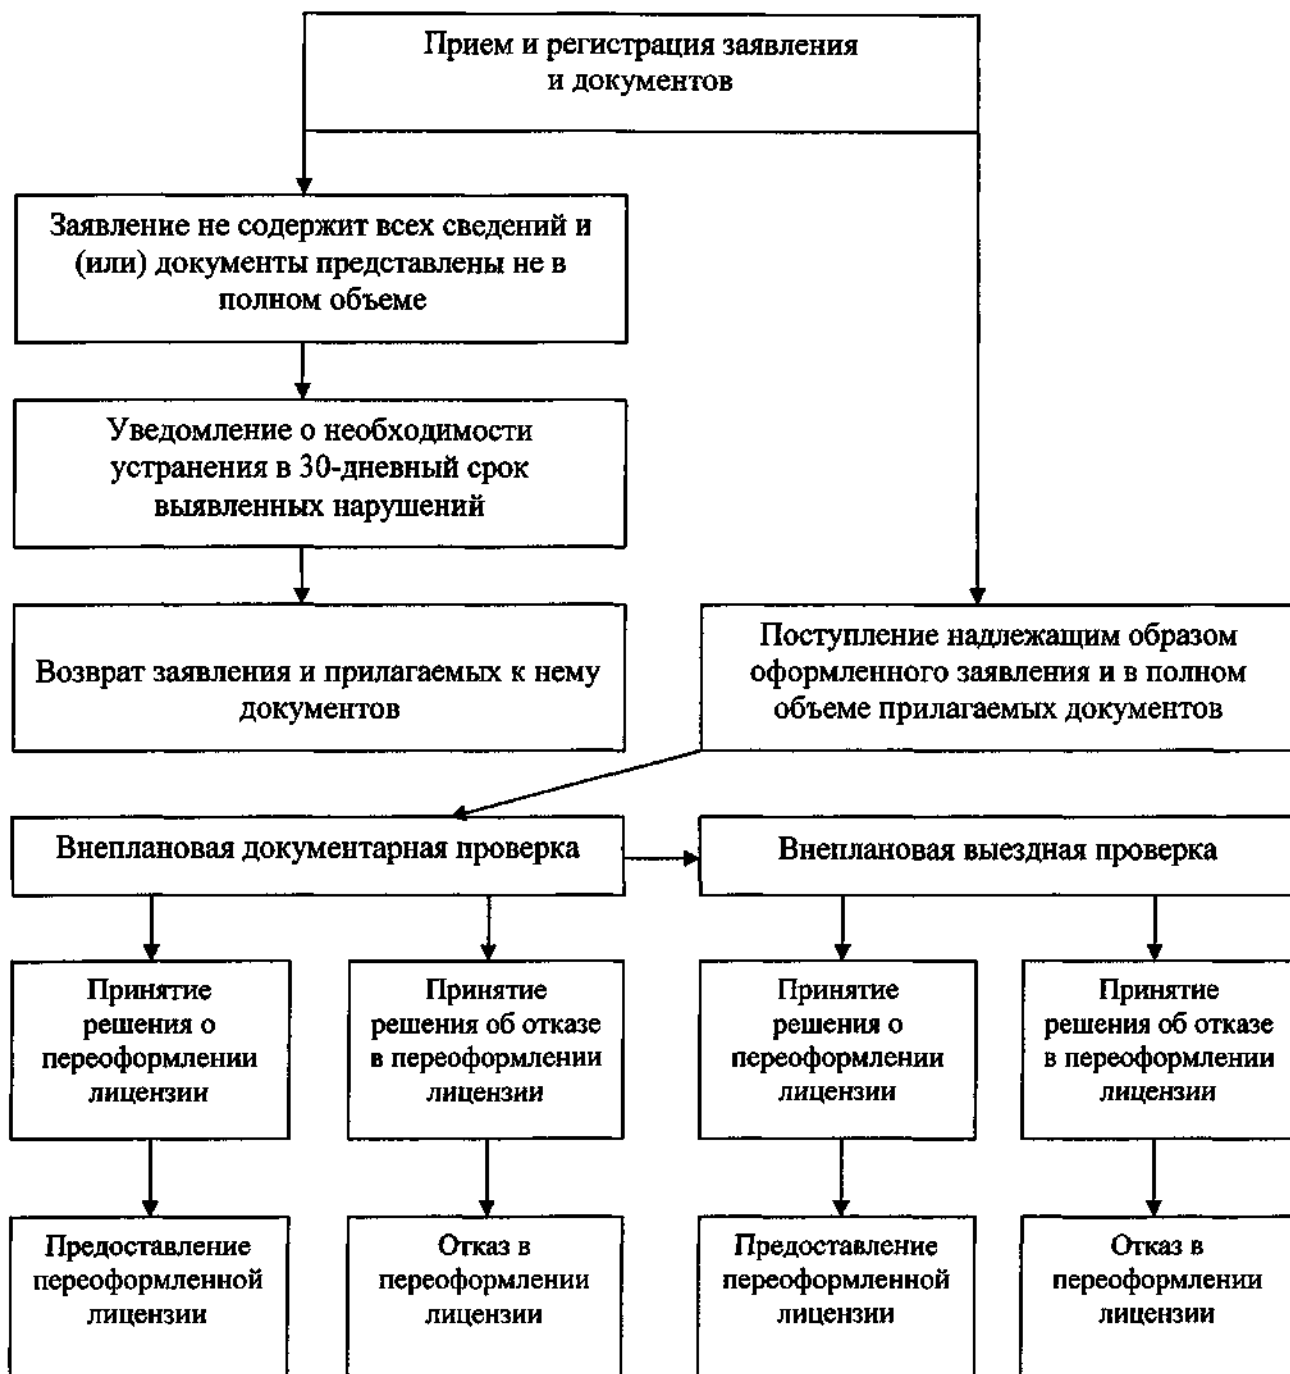 Прием и регистрация заявления
и документов
Заявление не содержит всех сведений и
(или) документы представлены не в
полном объеме
Уведомление о необходимости
устранения в 30-дневный срок
выявленных нарушений
Возврат заявления и прилагаемых к нему
документов
Поступление надлежащим образом
оформленного заявления и в полном
объеме прилагаемых документов
Внеплановая документарная проверка
Внеплановая выездная проверка
Принятие
решения о
переоформлении
лицензии
Принятие
решения об отказе
в переоформлении
лицензии
Принятие
решения о
переоформлении
лицензии
Принятие
решения об отказе
в переоформлении
лицензии
Предоставление
переоформленной
лицензии
Отказ в
переоформлении
лицензии
Предоставление
переоформленной
лицензии
Отказ в
переоформлении
лицензии